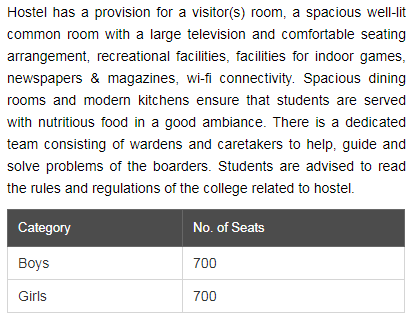 Hostel has a provision for a visitor(s) room, a spacious well-lit
common room with a large television and comfortable seating
arrangement, recreational facilities, facilities for indoor games,
newspapers & magazines, wi-fi connectivity. Spacious dining
rooms and modern kitchens ensure that students are served
with nutritious food in a good ambiance. There is a dedicated
team consisting of wardens and caretakers to help, guide and
solve problems of the boarders. Students are advised to read
the rules and regulations of the college related to hostel.
Category No. of Seats
Boys 700
Girls 700